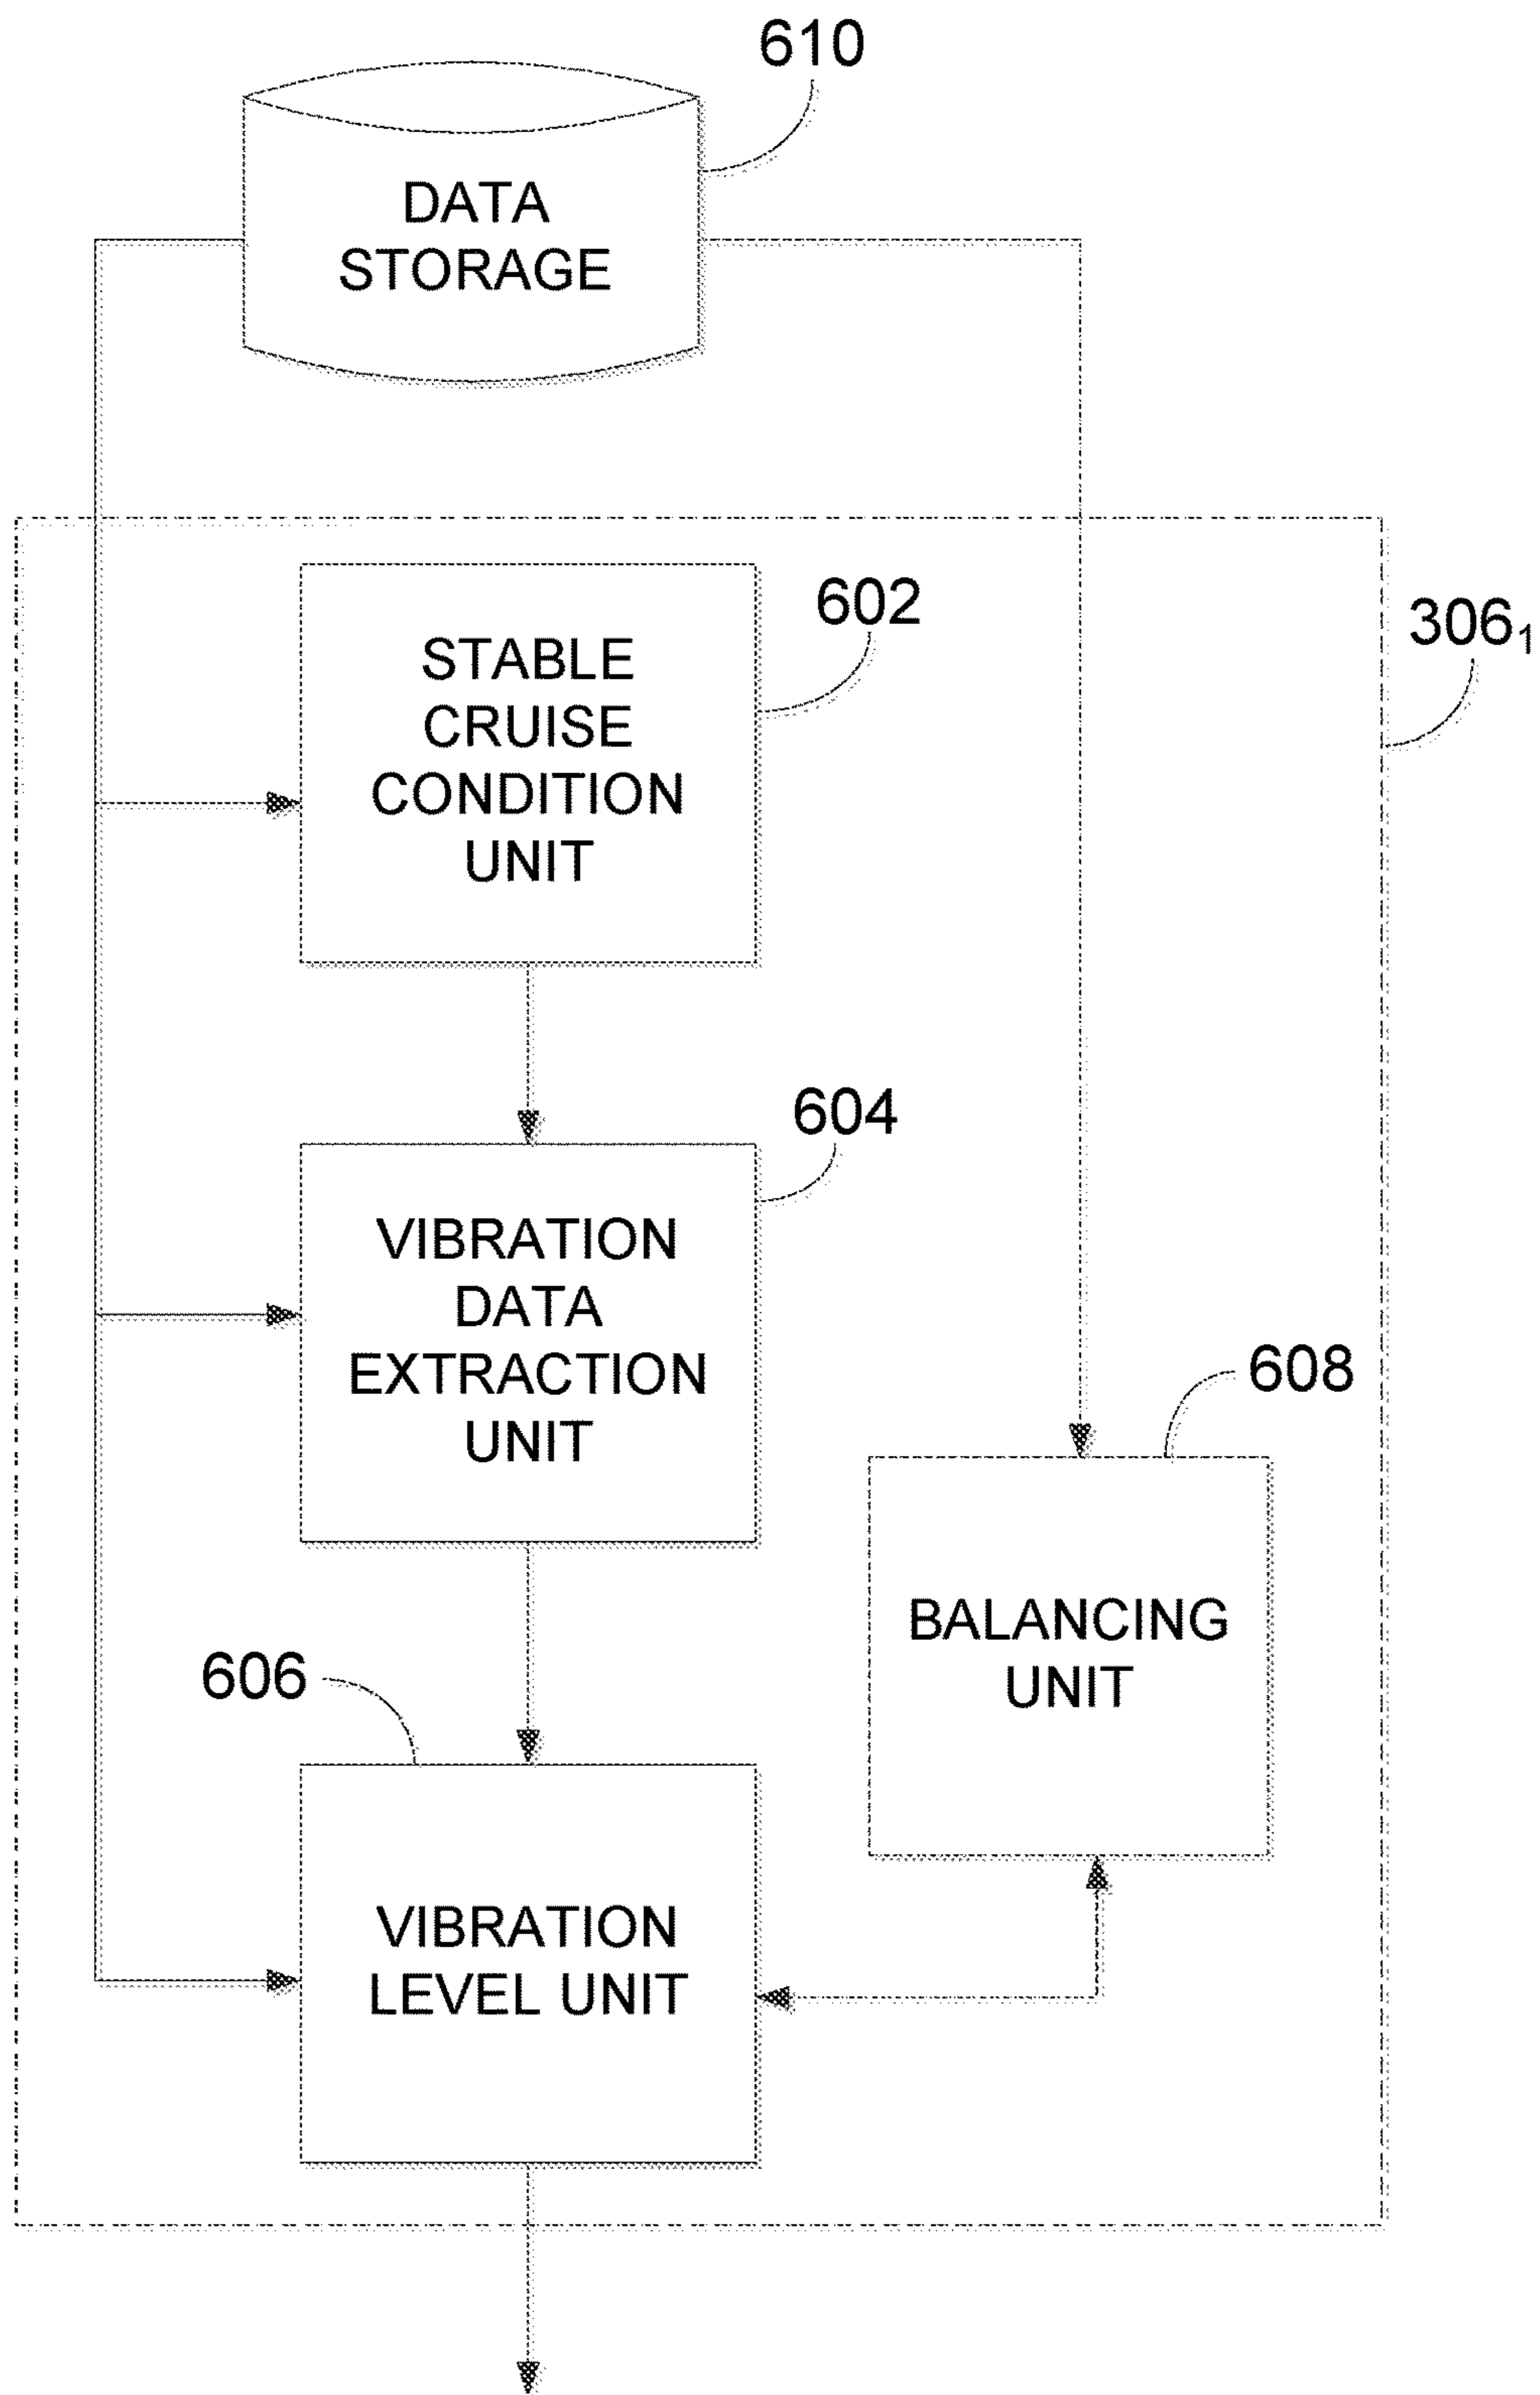 610
DATA
STORAGE
602
306₁
STABLE
CRUISE
CONDITION
UNIT
604
VIBRATION
DATA
EXTRACTION
UNIT
608
BALANCING
UNIT
606
VIBRATION
LEVEL UNIT